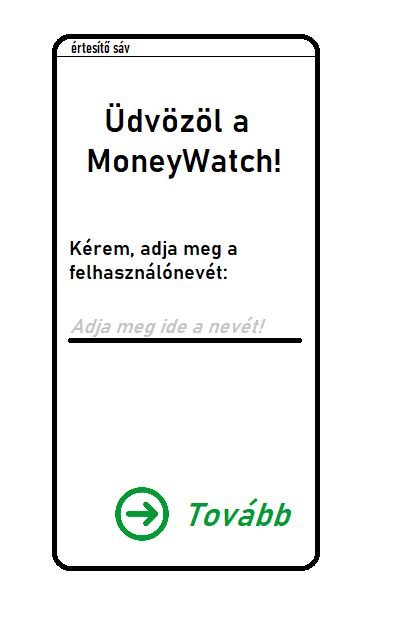 értesítő sáv
Üdvözöl a
MoneyWatch!
Kérem, adja meg a
felhasználónevét:
Adja meg ide a nevét!
Tovább